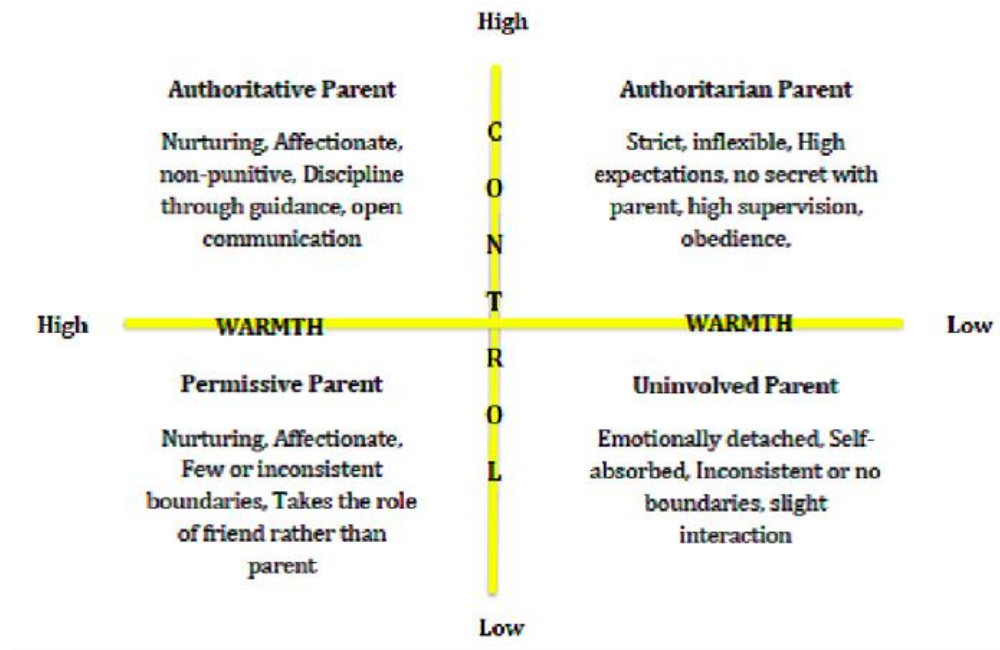 High
Authoritative Parent
Nurturing, Affectionate,
non-punitive, Discipline
through guidance, open
communication
Authoritarian Parent
Strict, inflexible, High
expectations, no secret with
parent, high supervision,
obedience,
C
O
N
T
R
O
L
High
WARMTH
WARMTH
Low
Permissive Parent
Nurturing, Affectionate,
Few or inconsistent
boundaries, Takes the role
of friend rather than
parent
Uninvolved Parent
Emotionally detached, Self-
absorbed, Inconsistent or no
boundaries, slight
interaction
Low